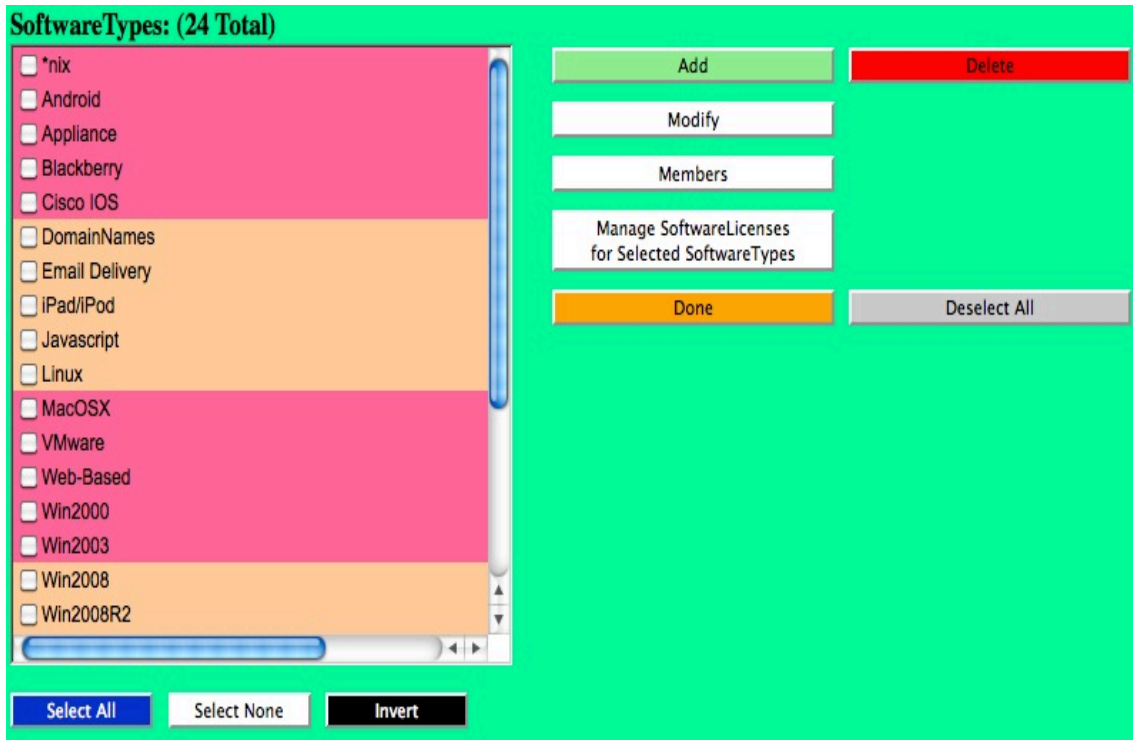 SoftwareTypes: (24 Total)
*nix
Android
Appliance
Blackberry
Cisco IOS
DomainNames
Email Delivery
iPad/iPod
Javascript
Linux
MacOSX
VMware
Web-Based
Win2000
Win2003
Win2008
Win2008R2
Select All
Select None
Invert
Add
Delete
Modify
Members
Manage SoftwareLicenses
for Selected SoftwareTypes
Done
Deselect All